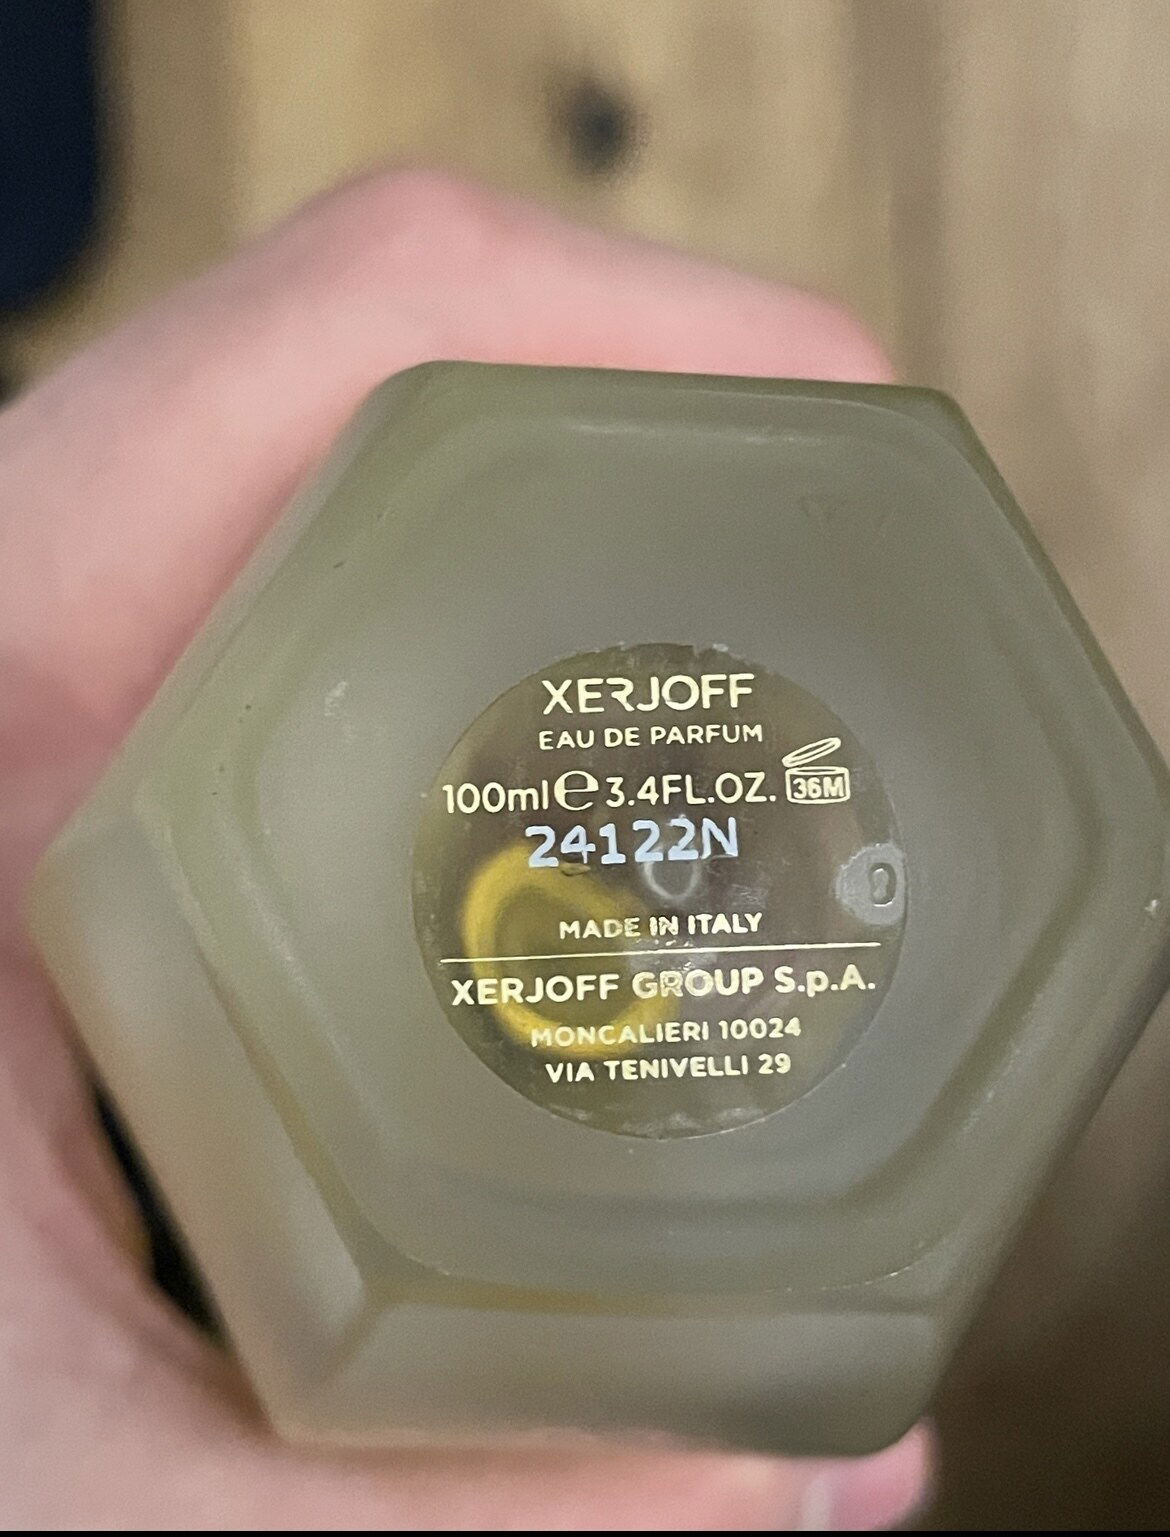 XERJOFF
EAU DE PARFUM
100ml℮3.4FL.OZ. 36M
24122N
MADE IN ITALY
XERJOFF GROUP S.p.A.
MONCALIERI 10024
VIA TENIVELLI 29